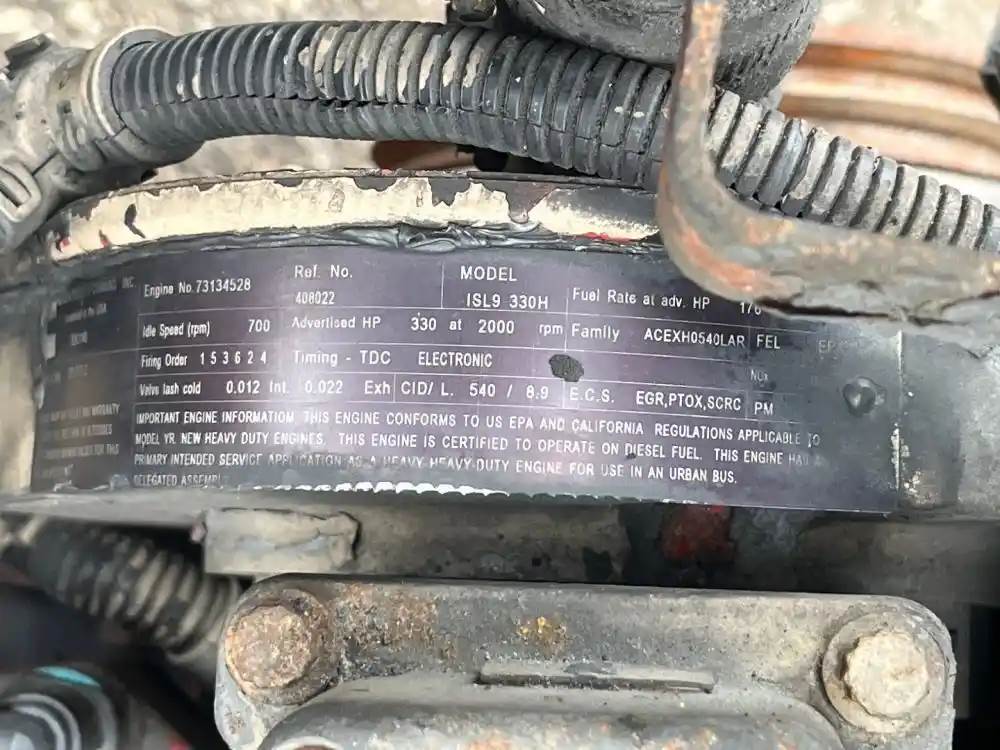 INC.
Engine No. 73134528
Ref. No.
408022
MODEL
ISL9 330H
Fuel Rate at adv. HP
Idle Speed (rpm) 700
Advertised HP 330 at 2000 rpm
Family ACEXH0540LAR
FEL
Firing Order 1 5 3 6 2 4
Timing - TDC ELECTRONIC
NOx
Valve lash cold 0.012 Int. 0.022 Exh
CID/ L. 540 / 8.9
E.C.S. EGR,PTOX,SCRC
PM
IMPORTANT ENGINE INFORMATION THIS ENGINE CONFORMS TO US EPA AND CALIFORNIA REGULATIONS APPLICABLE TO
MODEL YR. NEW HEAVY DUTY ENGINES. THIS ENGINE IS CERTIFIED TO OPERATE ON DIESEL FUEL. THIS ENGINE HAS A
PRIMARY INTENDED SERVICE APPLICATION AS A HEAVY HEAVY-DUTY ENGINE FOR USE IN AN URBAN BUS.
DELEGATED